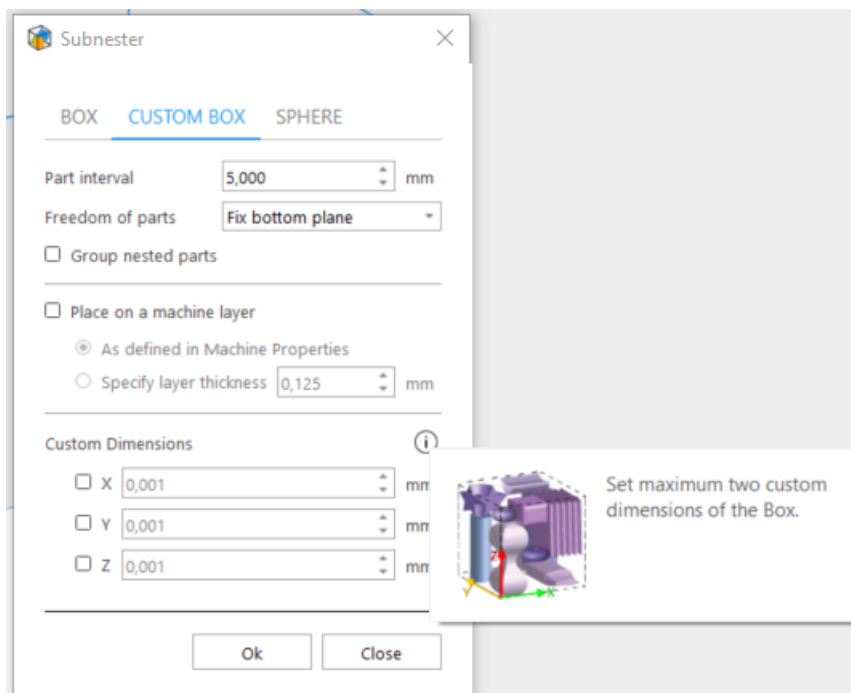 Subnester
BOX CUSTOM BOX SPHERE
Part interval 5,000 mm
Freedom of parts Fix bottom plane
Group nested parts
Place on a machine layer
As defined in Machine Properties
Specify layer thickness 0,125 mm
Custom Dimensions
X 0,001 mm
Y 0,001 mm
Z 0,001 mm
Set maximum two custom
dimensions of the Box.
Z
Y X
Ok Close